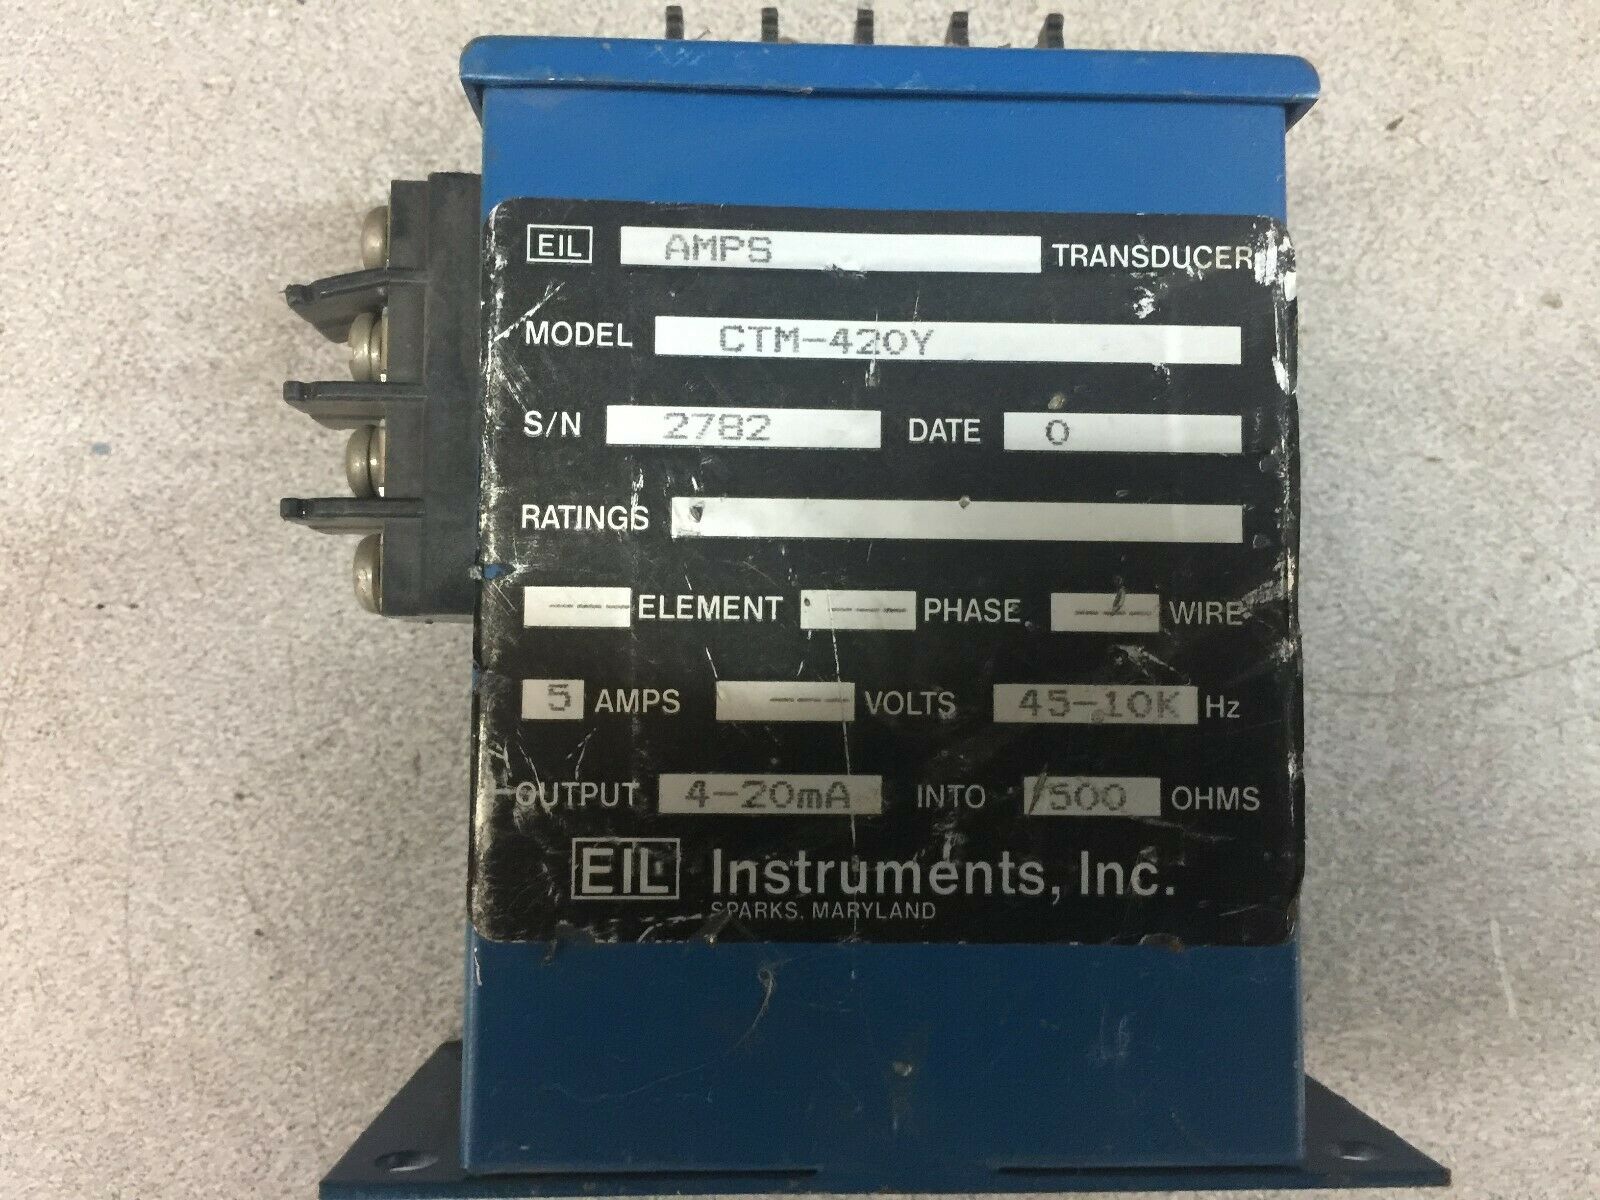 EIL AMPS TRANSDUCER
MODEL CTM-420Y
S/N 2782 DATE 0
RATINGS
---- ELEMENT ---- PHASE ---- WIRE
5 AMPS ---- VOLTS 45-10K Hz
OUTPUT 4-20mA INTO 500 OHMS
EIL Instruments, Inc.
SPARKS, MARYLAND